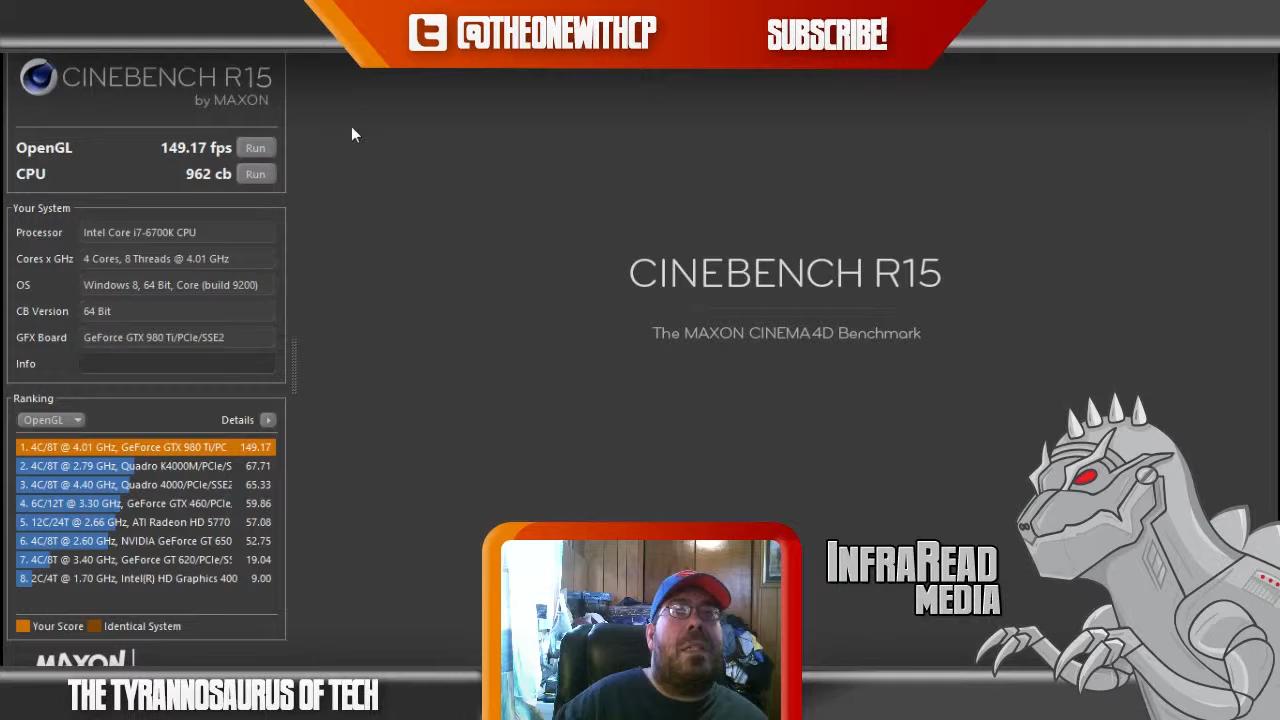 @THEONEWITHCP SUBSCRIBE!
CINEBENCH R15
by MAXON
OpenGL 149.17 fps Run
CPU 962 cb Run
Your System
Processor Intel Core i7-6700K CPU
Cores x GHz 4 Cores, 8 Threads @ 4.01 GHz
OS Windows 8, 64 Bit, Core (build 9200)
CB Version 64 Bit
GFX Board GeForce GTX 980 Ti/PCIe/SSE2
Info
Ranking
OpenGL Details
1. 4C/8T @ 4.01 GHz, GeForce GTX 980 Ti/PC 149.17
2. 4C/8T @ 2.79 GHz, Quadro K4000M/PCIe/S 67.71
3. 4C/8T @ 4.40 GHz, Quadro 4000/PCIe/SSE2 65.33
4. 6C/12T @ 3.30 GHz, GeForce GTX 460/PCIe, 59.86
5. 12C/24T @ 2.66 GHz, ATI Radeon HD 5770 57.08
6. 4C/8T @ 2.60 GHz, NVIDIA GeForce GT 650 52.75
7. 4C/8T @ 3.40 GHz, GeForce GT 620/PCIe/S: 19.04
8. 2C/4T @ 1.70 GHz, Intel(R) HD Graphics 400 9.00
Your Score Identical System
MAXON
CINEBENCH R15
The MAXON CINEMA4D Benchmark
INFRAREAD
MEDIA
THE TYRANNOSAURUS OF TECH